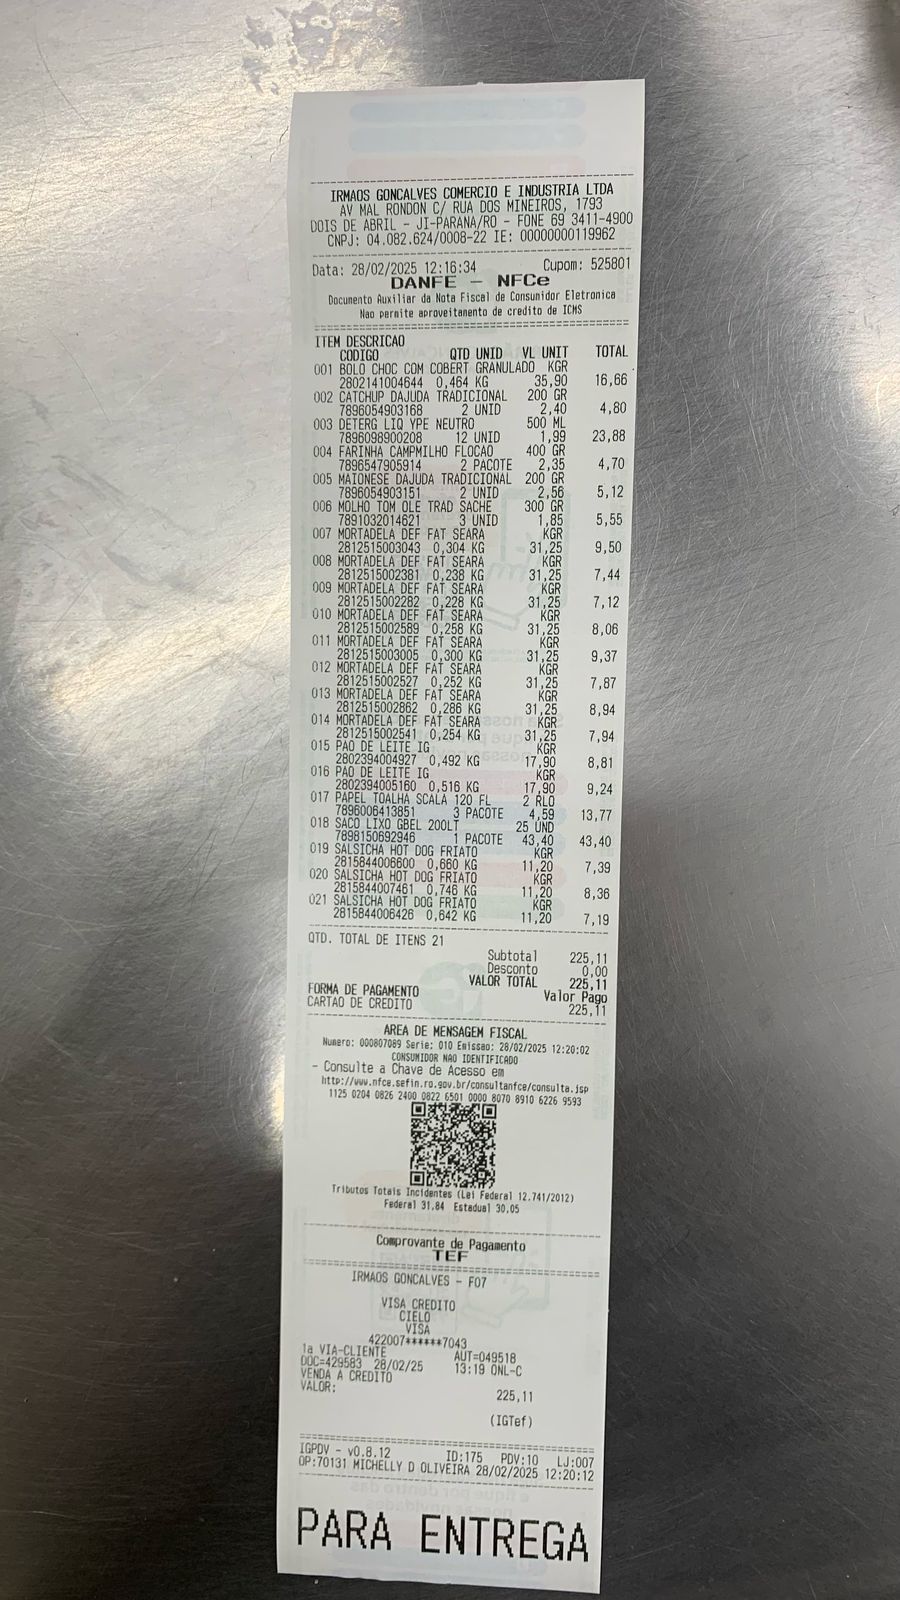 IRMAOS GONCALVES COMERCIO E INDUSTRIA LTDA
AV MAL RONDON C/ RUA DOS MINEIROS, 1793
DOIS DE ABRIL - JI-PARANA/RO - FONE 69 3411-4900
CNPJ: 04.082.624/0008-22 IE: 00000000119962
Data: 28/02/2025 12:16:34 Cupom: 525801
DANFE - NFCe
Documento Auxiliar da Nota Fiscal de Consumidor Eletronica
Nao permite aproveitamento de credito de ICMS
ITEM DESCRICAO
CODIGO QTD UNID VL UNIT TOTAL
001 BOLO CHOC COM COBERT GRANULADO KGR
2802141004644 0,464 KG 35,90 16,66
002 CATCHUP DAJUDA TRADICIONAL 200 GR
7896054903168 2 UNID 2,40 4,80
003 DETERG LIQ YPE NEUTRO 500 ML
7896098900208 12 UNID 1,99 23,88
004 FARINHA CAMPMILHO FLOCAO 400 GR
7896547905914 2 PACOTE 2,35 4,70
005 MAIONESE DAJUDA TRADICIONAL 200 GR
7896054903151 2 UNID 2,56 5,12
006 MOLHO TOM OLE TRAD SACHE 300 GR
7891032014621 3 UNID 1,85 5,55
007 MORTADELA DEF FAT SEARA KGR
2812515003043 0,304 KG 31,25 9,50
008 MORTADELA DEF FAT SEARA KGR
2812515002381 0,238 KG 31,25 7,44
009 MORTADELA DEF FAT SEARA KGR
2812515002282 0,228 KG 31,25 7,12
010 MORTADELA DEF FAT SEARA KGR
2812515002589 0,258 KG 31,25 8,06
011 MORTADELA DEF FAT SEARA KGR
2812515003005 0,300 KG 31,25 9,37
012 MORTADELA DEF FAT SEARA KGR
2812515002527 0,252 KG 31,25 7,87
013 MORTADELA DEF FAT SEARA KGR
2812515002862 0,286 KG 31,25 8,94
014 MORTADELA DEF FAT SEARA KGR
2812515002541 0,254 KG 31,25 7,94
015 PAO DE LEITE IG KGR
2802394004927 0,492 KG 17,90 8,81
016 PAO DE LEITE IG KGR
2802394005160 0,516 KG 17,90 9,24
017 PAPEL TOALHA SCALA 120 FL 2 RLO
7896006413851 3 PACOTE 4,59 13,77
018 SACO LIXO GBEL 200LT 25 UND
7898150692946 1 PACOTE 43,40 43,40
019 SALSICHA HOT DOG FRIATO KGR
2815844006600 0,660 KG 11,20 7,39
020 SALSICHA HOT DOG FRIATO KGR
2815844007461 0,746 KG 11,20 8,36
021 SALSICHA HOT DOG FRIATO KGR
2815844006426 0,642 KG 11,20 7,19
QTD. TOTAL DE ITENS 21
Subtotal 225,11
Desconto 0,00
VALOR TOTAL 225,11
FORMA DE PAGAMENTO Valor Pago
CARTAO DE CREDITO 225,11
AREA DE MENSAGEM FISCAL
Numero: 000807089 Serie: 010 Emissao: 28/02/2025 12:20:02
CONSUMIDOR NAO IDENTIFICADO
- Consulte a Chave de Acesso em
http://www.nfce.sefin.ro.gov.br/consultanfce/consulta.jsp
1125 0204 0826 2400 0822 6501 0000 8070 8910 6226 9593
Tributos Totais Incidentes (Lei Federal 12.741/2012)
Federal 31.84 Estadual 30.05
Comprovante de Pagamento
TEF
IRMAOS GONCALVES - F07
VISA CREDITO
CIELO
VISA
422007******7043
1a VIA-CLIENTE AUT=049518
DOC=429583 28/02/25 13:19 ONL-C
VENDA A CREDITO
VALOR: 225,11
(IGTef)
IGPDV - v0.8.12 ID:175 PDV:10 LJ:007
OP:70131 MICHELLY D OLIVEIRA 28/02/2025 12:20:12
PARA ENTREGA